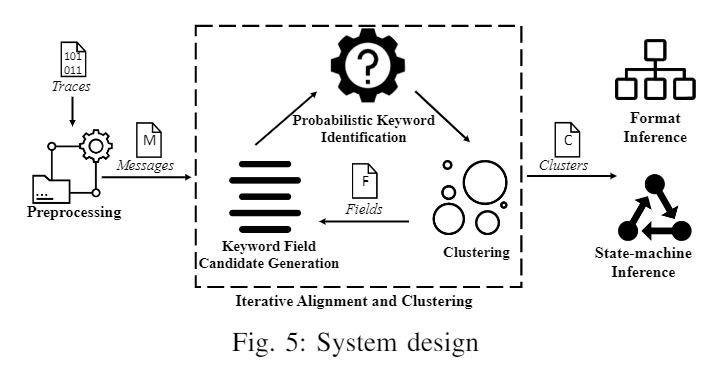 101
011
Traces
Preprocessing
M
Messages
Probabilistic Keyword
Identification
Keyword Field
Candidate Generation
F
Fields
Clustering
Iterative Alignment and Clustering
C
Clusters
Format
Inference
State-machine
Inference
Fig. 5: System design